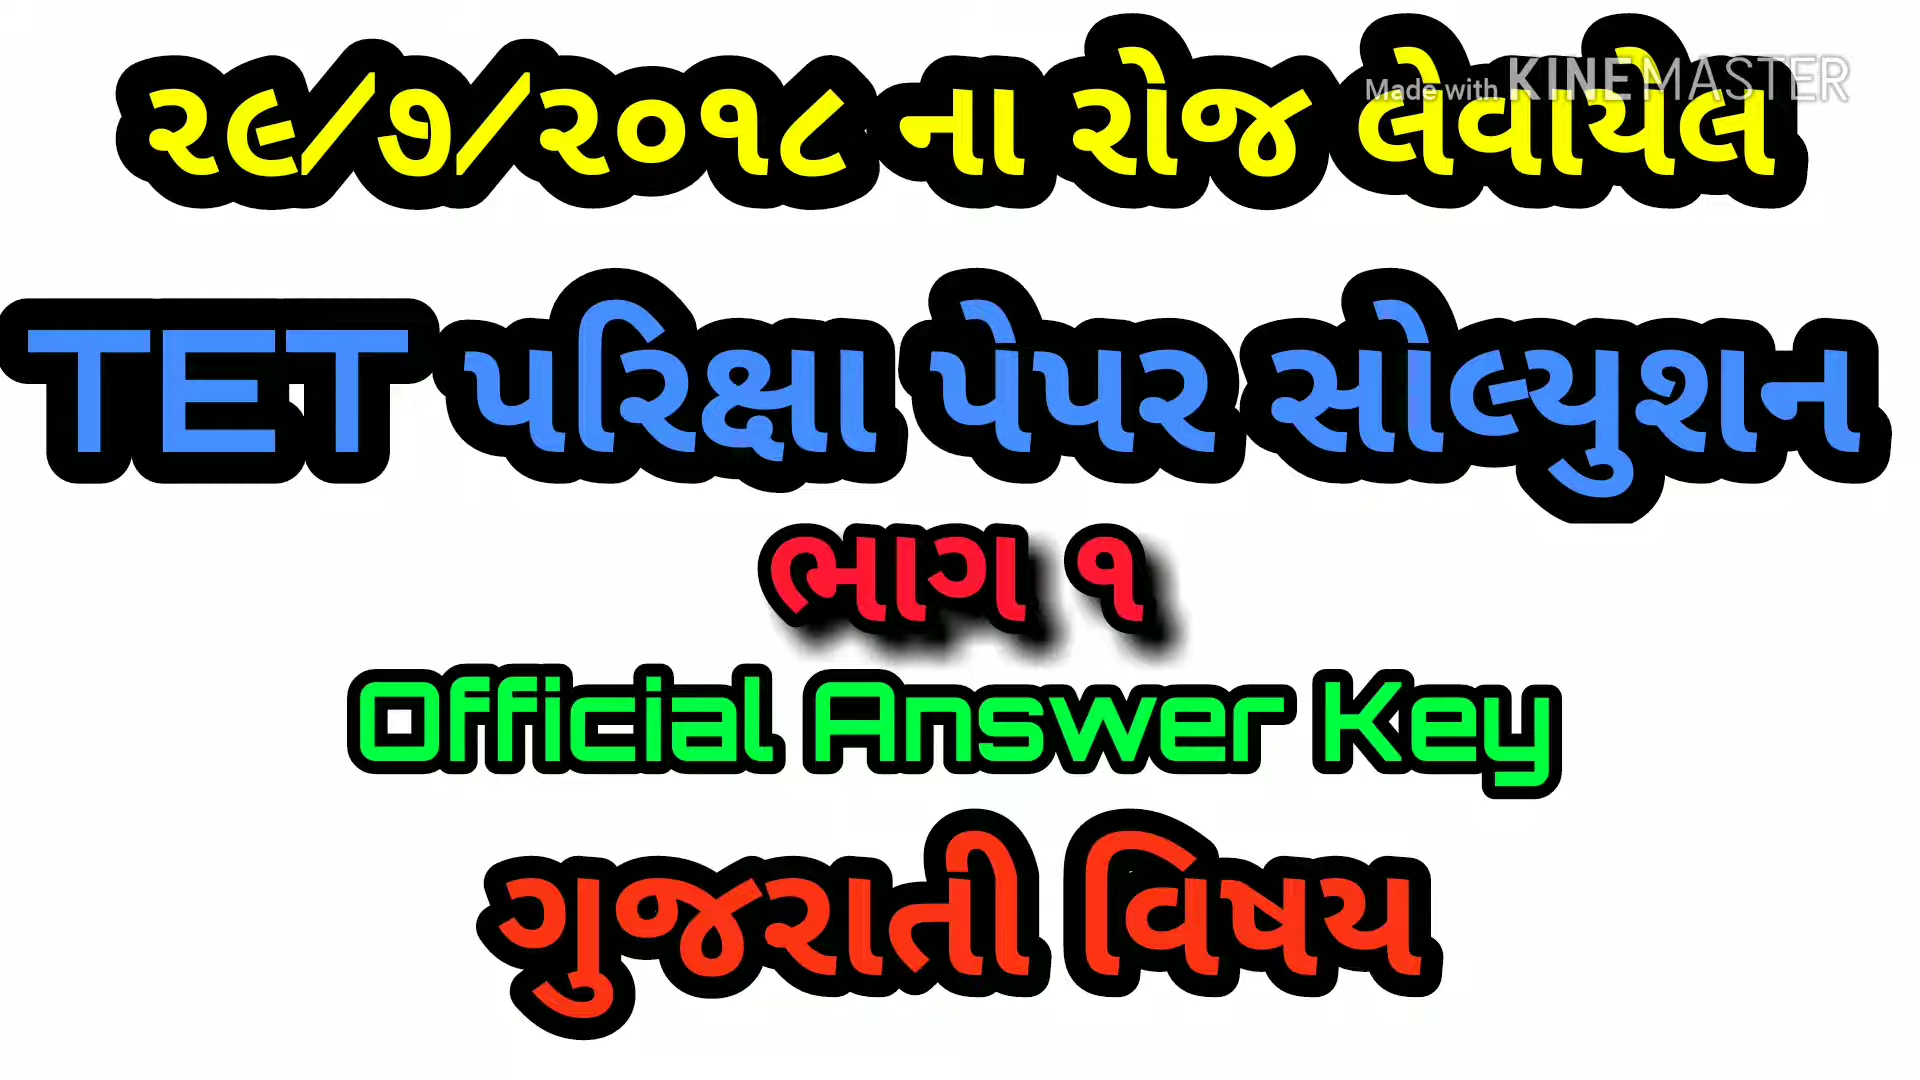 ૨૯/૭/૨૦૧૮ ના રોજ લેવાયેલ
Made with KINEMASTER
TET પરિક્ષા પેપર સોલ્યુશન
ભાગ ૧
Official Answer Key
ગુજરાતી વિષય